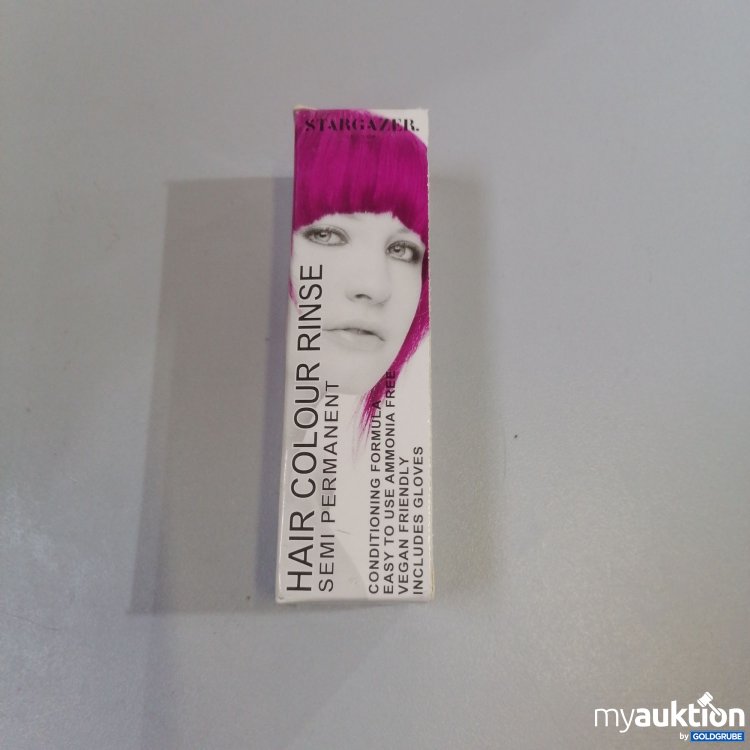 STARGAZER.
HAIR COLOUR RINSE
SEMI PERMANENT
CONDITIONING FORMULA
EASY TO USE AMMONIA FREE
VEGAN FRIENDLY
INCLUDES GLOVES
myauktion
by GOLDGRUBE